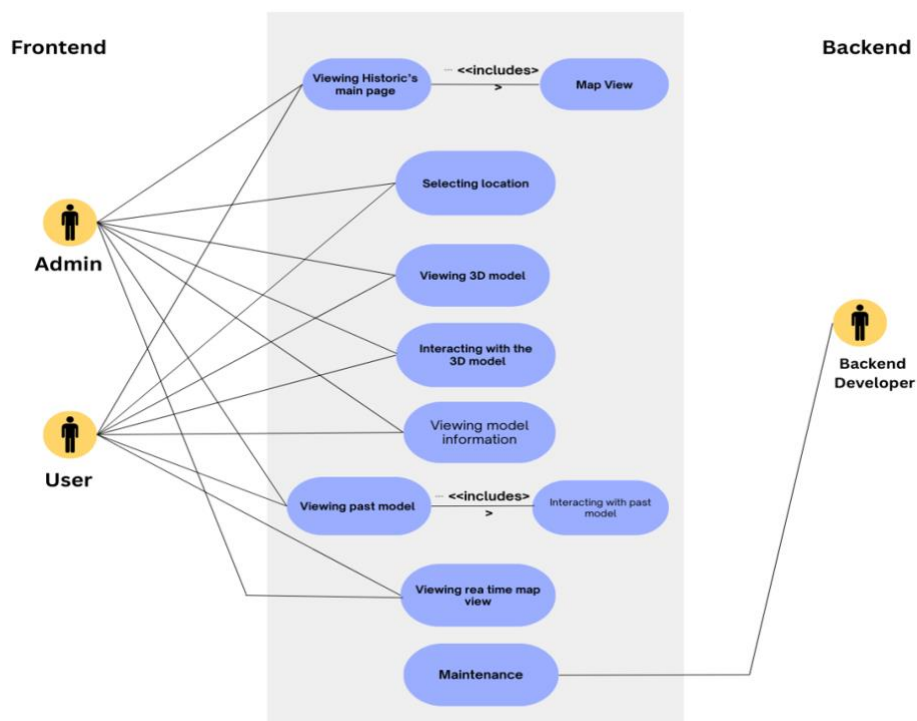 Frontend
Backend
Viewing Historic's
main page
<<includes>
>
Map View
Selecting location
Admin
Viewing 3D model
Interacting with the
3D model
Backend
Developer
Viewing model
information
User
Viewing past model
<<includes>
>
Interacting with past
model
Viewing rea time map
view
Maintenance